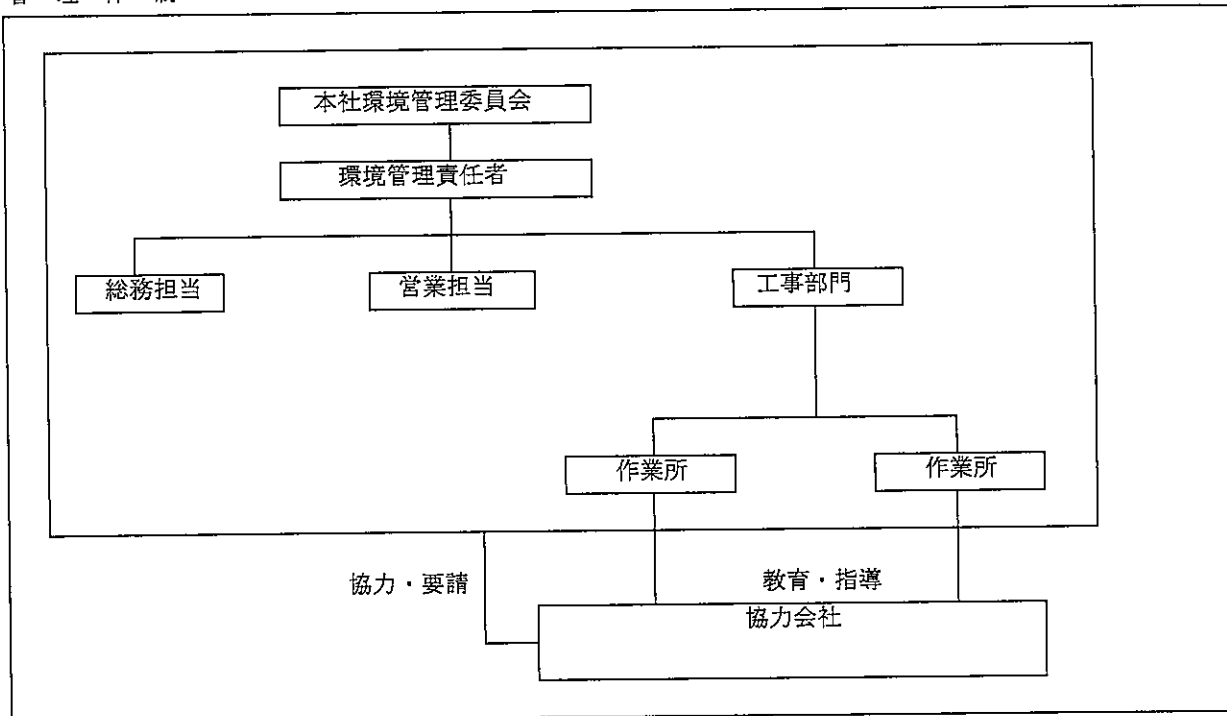 本社環境管理委員会
環境管理責任者
総務担当
営業担当
工事部門
作業所
作業所
協力・要請
教育・指導
協力会社